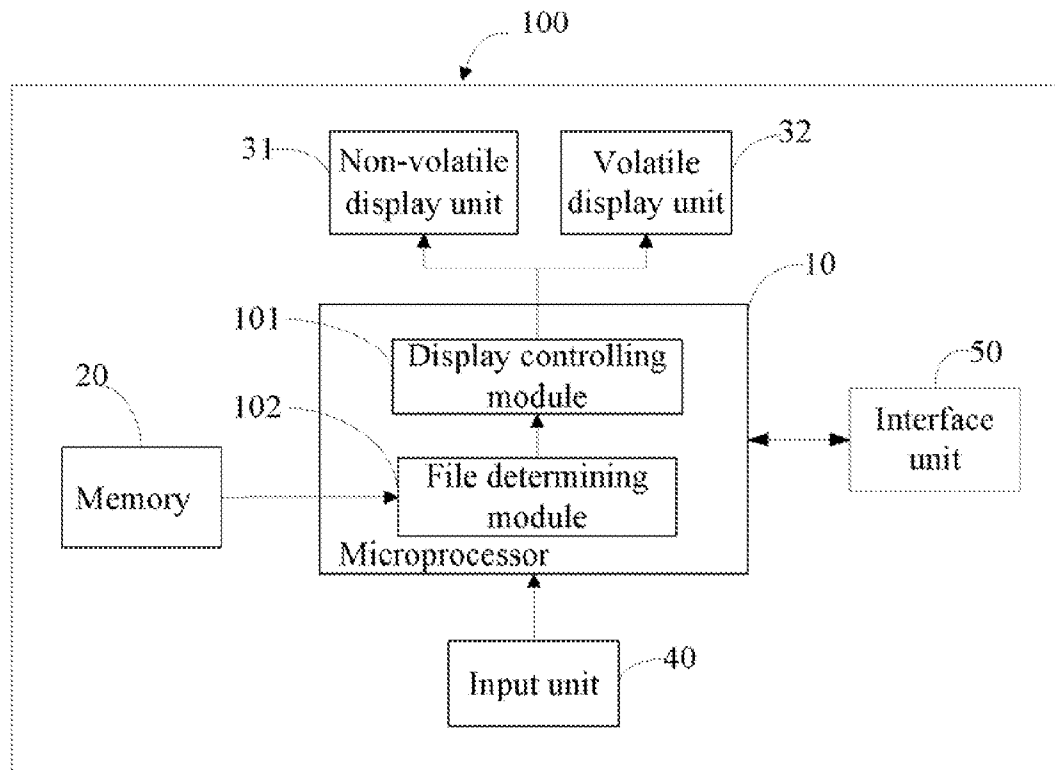 100
31
Non-volatile
display unit
Volatile
display unit
32
10
101
Display controlling
module
20
102
50
Memory
File determining
module
Interface
unit
Microprocessor
Input unit
40